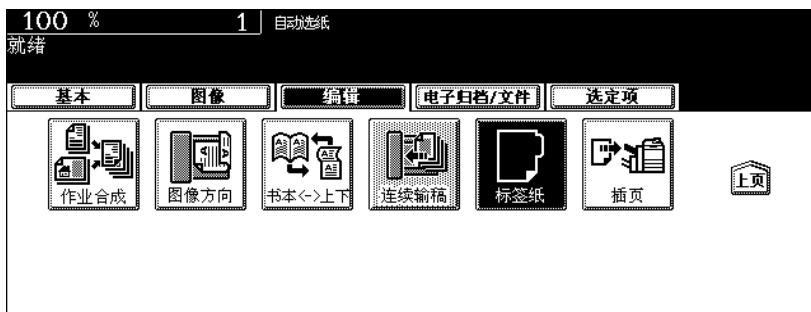 100 % 1 自动选纸
就绪
基本 图像 编辑 电子归档/文件 选定项
作业合成 图像方向 书本<->上下 连续输稿 标签纸 插页 上页